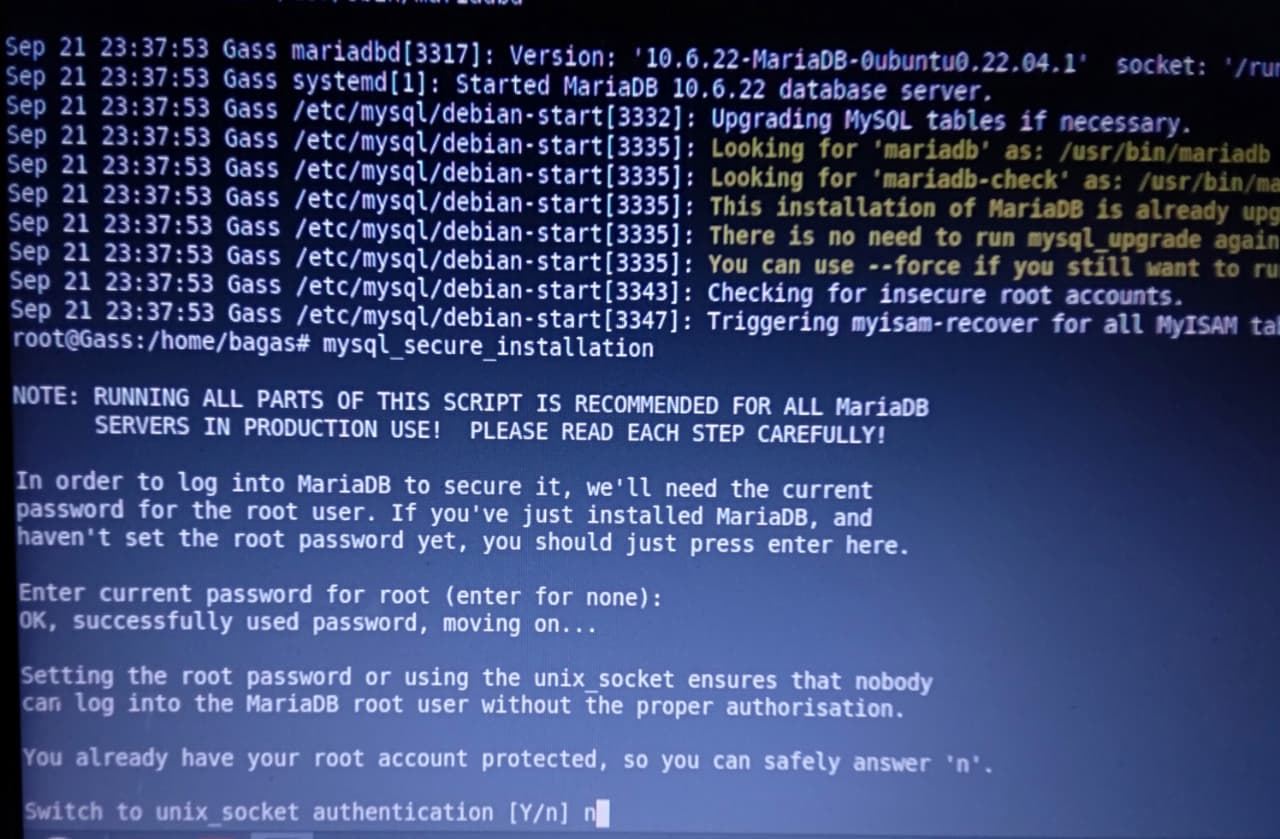 Sep 21 23:37:53 Gass mariadbd[3317]: Version: '10.6.22-MariaDB-0ubuntu0.22.04.1'  socket: '/run
Sep 21 23:37:53 Gass systemd[1]: Started MariaDB 10.6.22 database server.
Sep 21 23:37:53 Gass /etc/mysql/debian-start[3332]: Upgrading MySQL tables if necessary.
Sep 21 23:37:53 Gass /etc/mysql/debian-start[3335]: Looking for 'mariadb' as: /usr/bin/mariadb
Sep 21 23:37:53 Gass /etc/mysql/debian-start[3335]: Looking for 'mariadb-check' as: /usr/bin/ma
Sep 21 23:37:53 Gass /etc/mysql/debian-start[3335]: This installation of MariaDB is already upg
Sep 21 23:37:53 Gass /etc/mysql/debian-start[3335]: There is no need to run mysql_upgrade again
Sep 21 23:37:53 Gass /etc/mysql/debian-start[3335]: You can use --force if you still want to ru
Sep 21 23:37:53 Gass /etc/mysql/debian-start[3343]: Checking for insecure root accounts.
Sep 21 23:37:53 Gass /etc/mysql/debian-start[3347]: Triggering myisam-recover for all MyISAM ta
root@Gass:/home/bagas# mysql_secure_installation
NOTE: RUNNING ALL PARTS OF THIS SCRIPT IS RECOMMENDED FOR ALL MariaDB
SERVERS IN PRODUCTION USE!  PLEASE READ EACH STEP CAREFULLY!
In order to log into MariaDB to secure it, we'll need the current
password for the root user. If you've just installed MariaDB, and
haven't set the root password yet, you should just press enter here.
Enter current password for root (enter for none):
OK, successfully used password, moving on...
Setting the root password or using the unix_socket ensures that nobody
can log into the MariaDB root user without the proper authorisation.
You already have your root account protected, so you can safely answer 'n'.
Switch to unix_socket authentication [Y/n] n